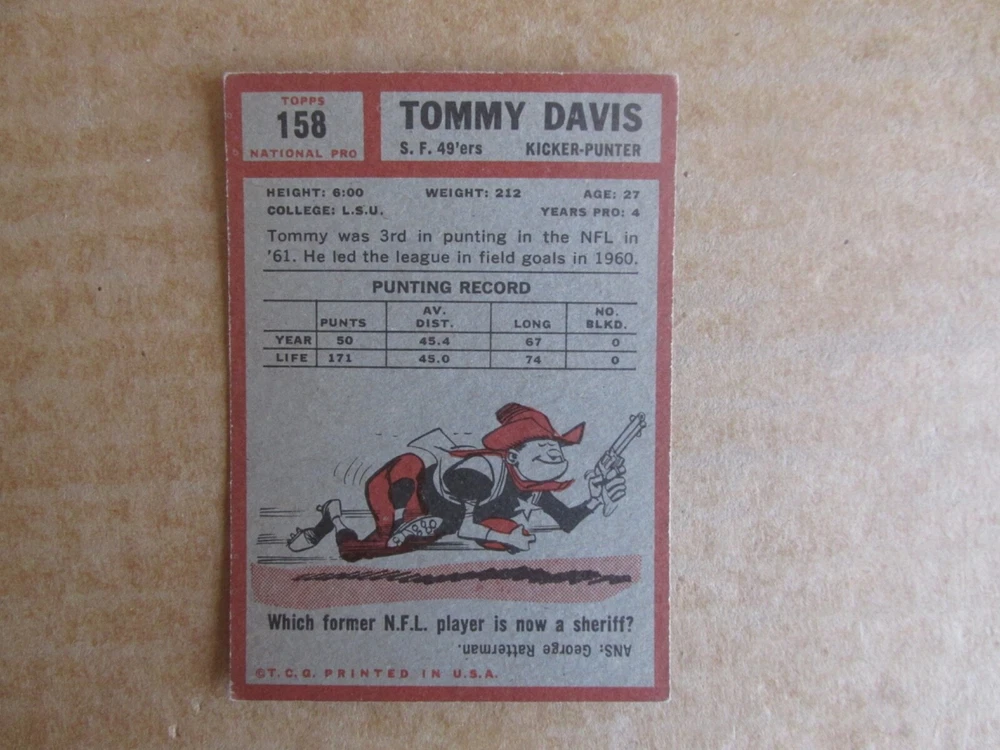 TOPPS
158
NATIONAL PRO
TOMMY DAVIS
S. F. 49'ers KICKER-PUNTER
HEIGHT: 6:00 WEIGHT: 212 AGE: 27
COLLEGE: L.S.U. YEARS PRO: 4
Tommy was 3rd in punting in the NFL in
'61. He led the league in field goals in 1960.
PUNTING RECORD
PUNTS AV. DIST. LONG NO. BLKD.
YEAR 50 45.4 67 0
LIFE 171 45.0 74 0
Which former N.F.L. player is now a sheriff?
ANS: George Ratterman.
©T.C.G. PRINTED IN U.S.A.